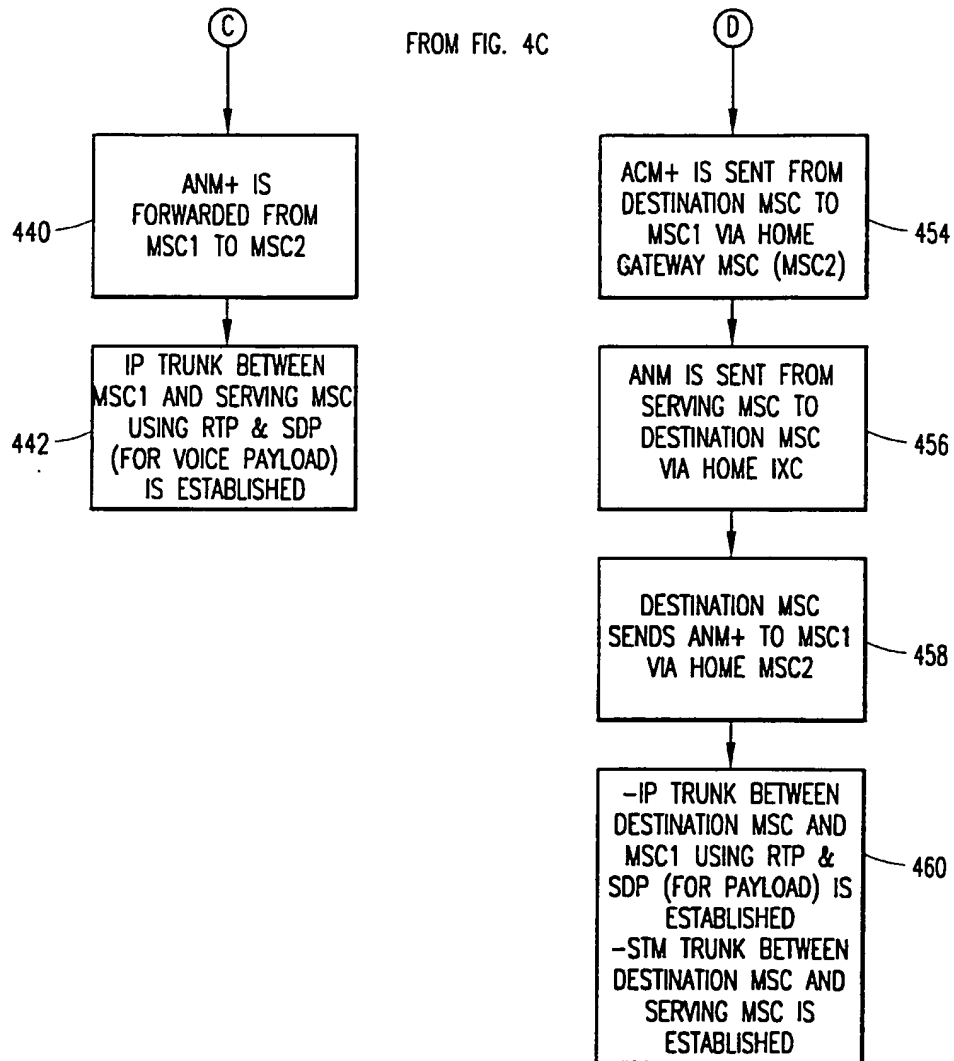 C
FROM FIG. 4C
D
ANM+ IS
FORWARDED FROM
MSC1 TO MSC2
440
IP TRUNK BETWEEN
MSC1 AND SERVING MSC
USING RTP & SDP
(FOR VOICE PAYLOAD)
IS ESTABLISHED
442
ACM+ IS SENT FROM
DESTINATION MSC TO
MSC1 VIA HOME
GATEWAY MSC (MSC2)
454
ANM IS SENT FROM
SERVING MSC TO
DESTINATION MSC
VIA HOME IXC
456
DESTINATION MSC
SENDS ANM+ TO MSC1
VIA HOME MSC2
458
-IP TRUNK BETWEEN
DESTINATION MSC AND
MSC1 USING RTP &
SDP (FOR PAYLOAD) IS
ESTABLISHED
-STM TRUNK BETWEEN
DESTINATION MSC AND
SERVING MSC IS
ESTABLISHED
460